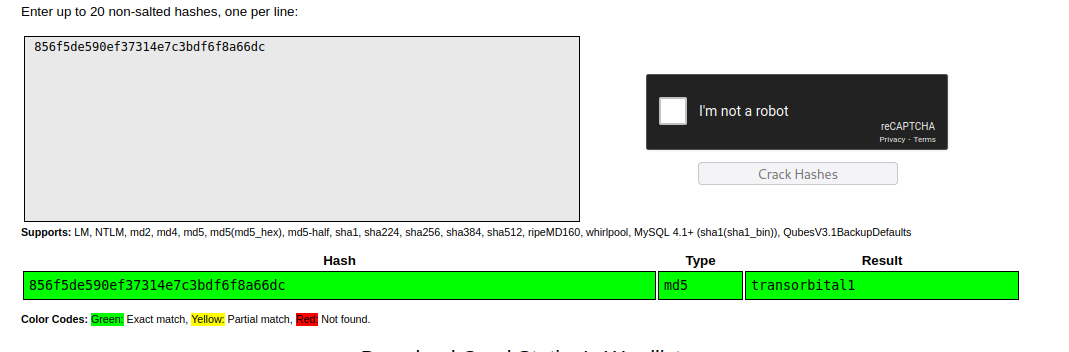 Enter up to 20 non-salted hashes, one per line:
856f5de590ef37314e7c3bdf6f8a66dc
I'm not a robot
reCAPTCHA
Privacy - Terms
Crack Hashes
Supports: LM, NTLM, md2, md4, md5, md5(md5_hex), md5-half, sha1, sha224, sha256, sha384, sha512, ripeMD160, whirlpool, MySQL 4.1+ (sha1(sha1_bin)), QubesV3.1BackupDefaults
Hash Type Result
856f5de590ef37314e7c3bdf6f8a66dc md5 transorbital1
Color Codes: Green: Exact match, Yellow: Partial match, Red: Not found.